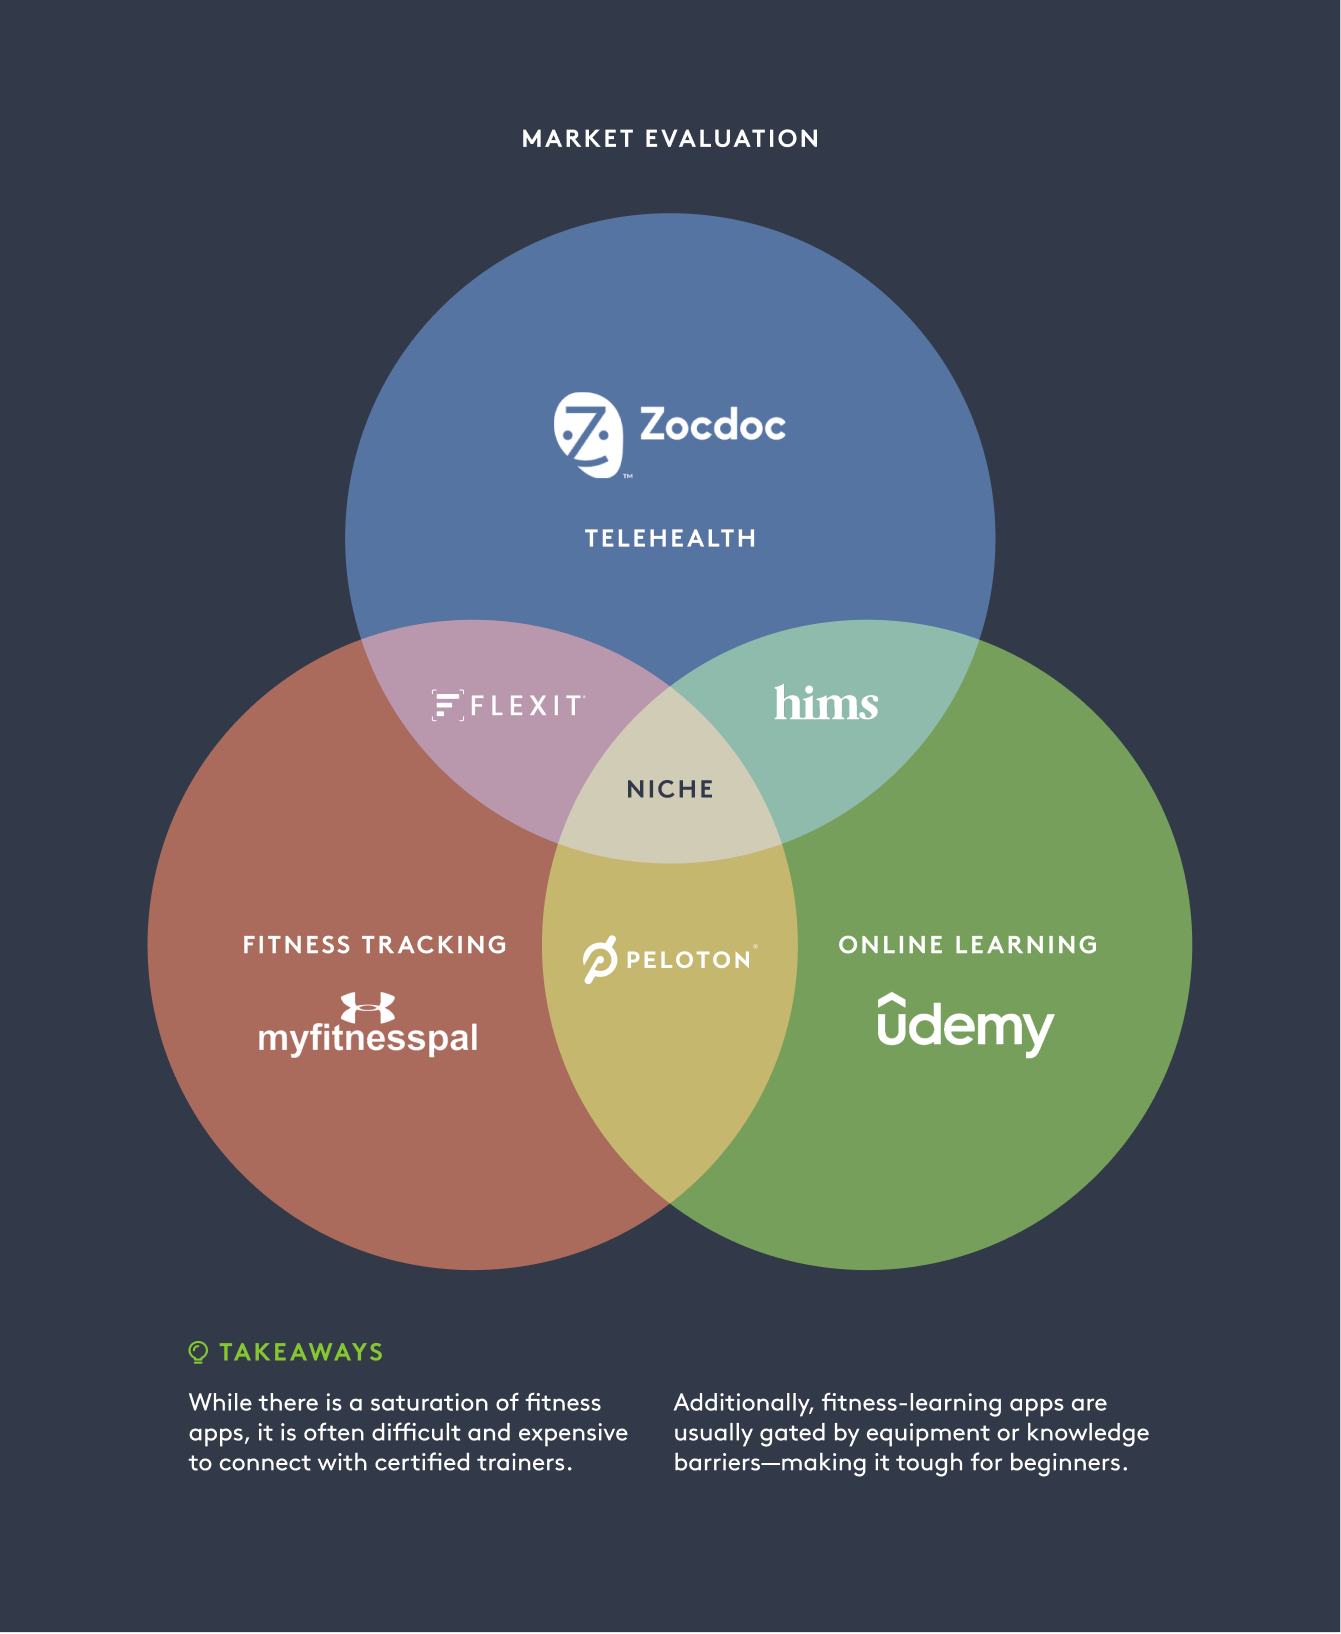 MARKET EVALUATION
Zocdoc
™
TELEHEALTH
FLEXIT
hims
NICHE
FITNESS TRACKING
ONLINE LEARNING
PELOTON®
myfitnesspal
ûdemy
TAKEAWAYS
While there is a saturation of fitness
apps, it is often difficult and expensive
to connect with certified trainers.
Additionally, fitness-learning apps are
usually gated by equipment or knowledge
barriers—making it tough for beginners.